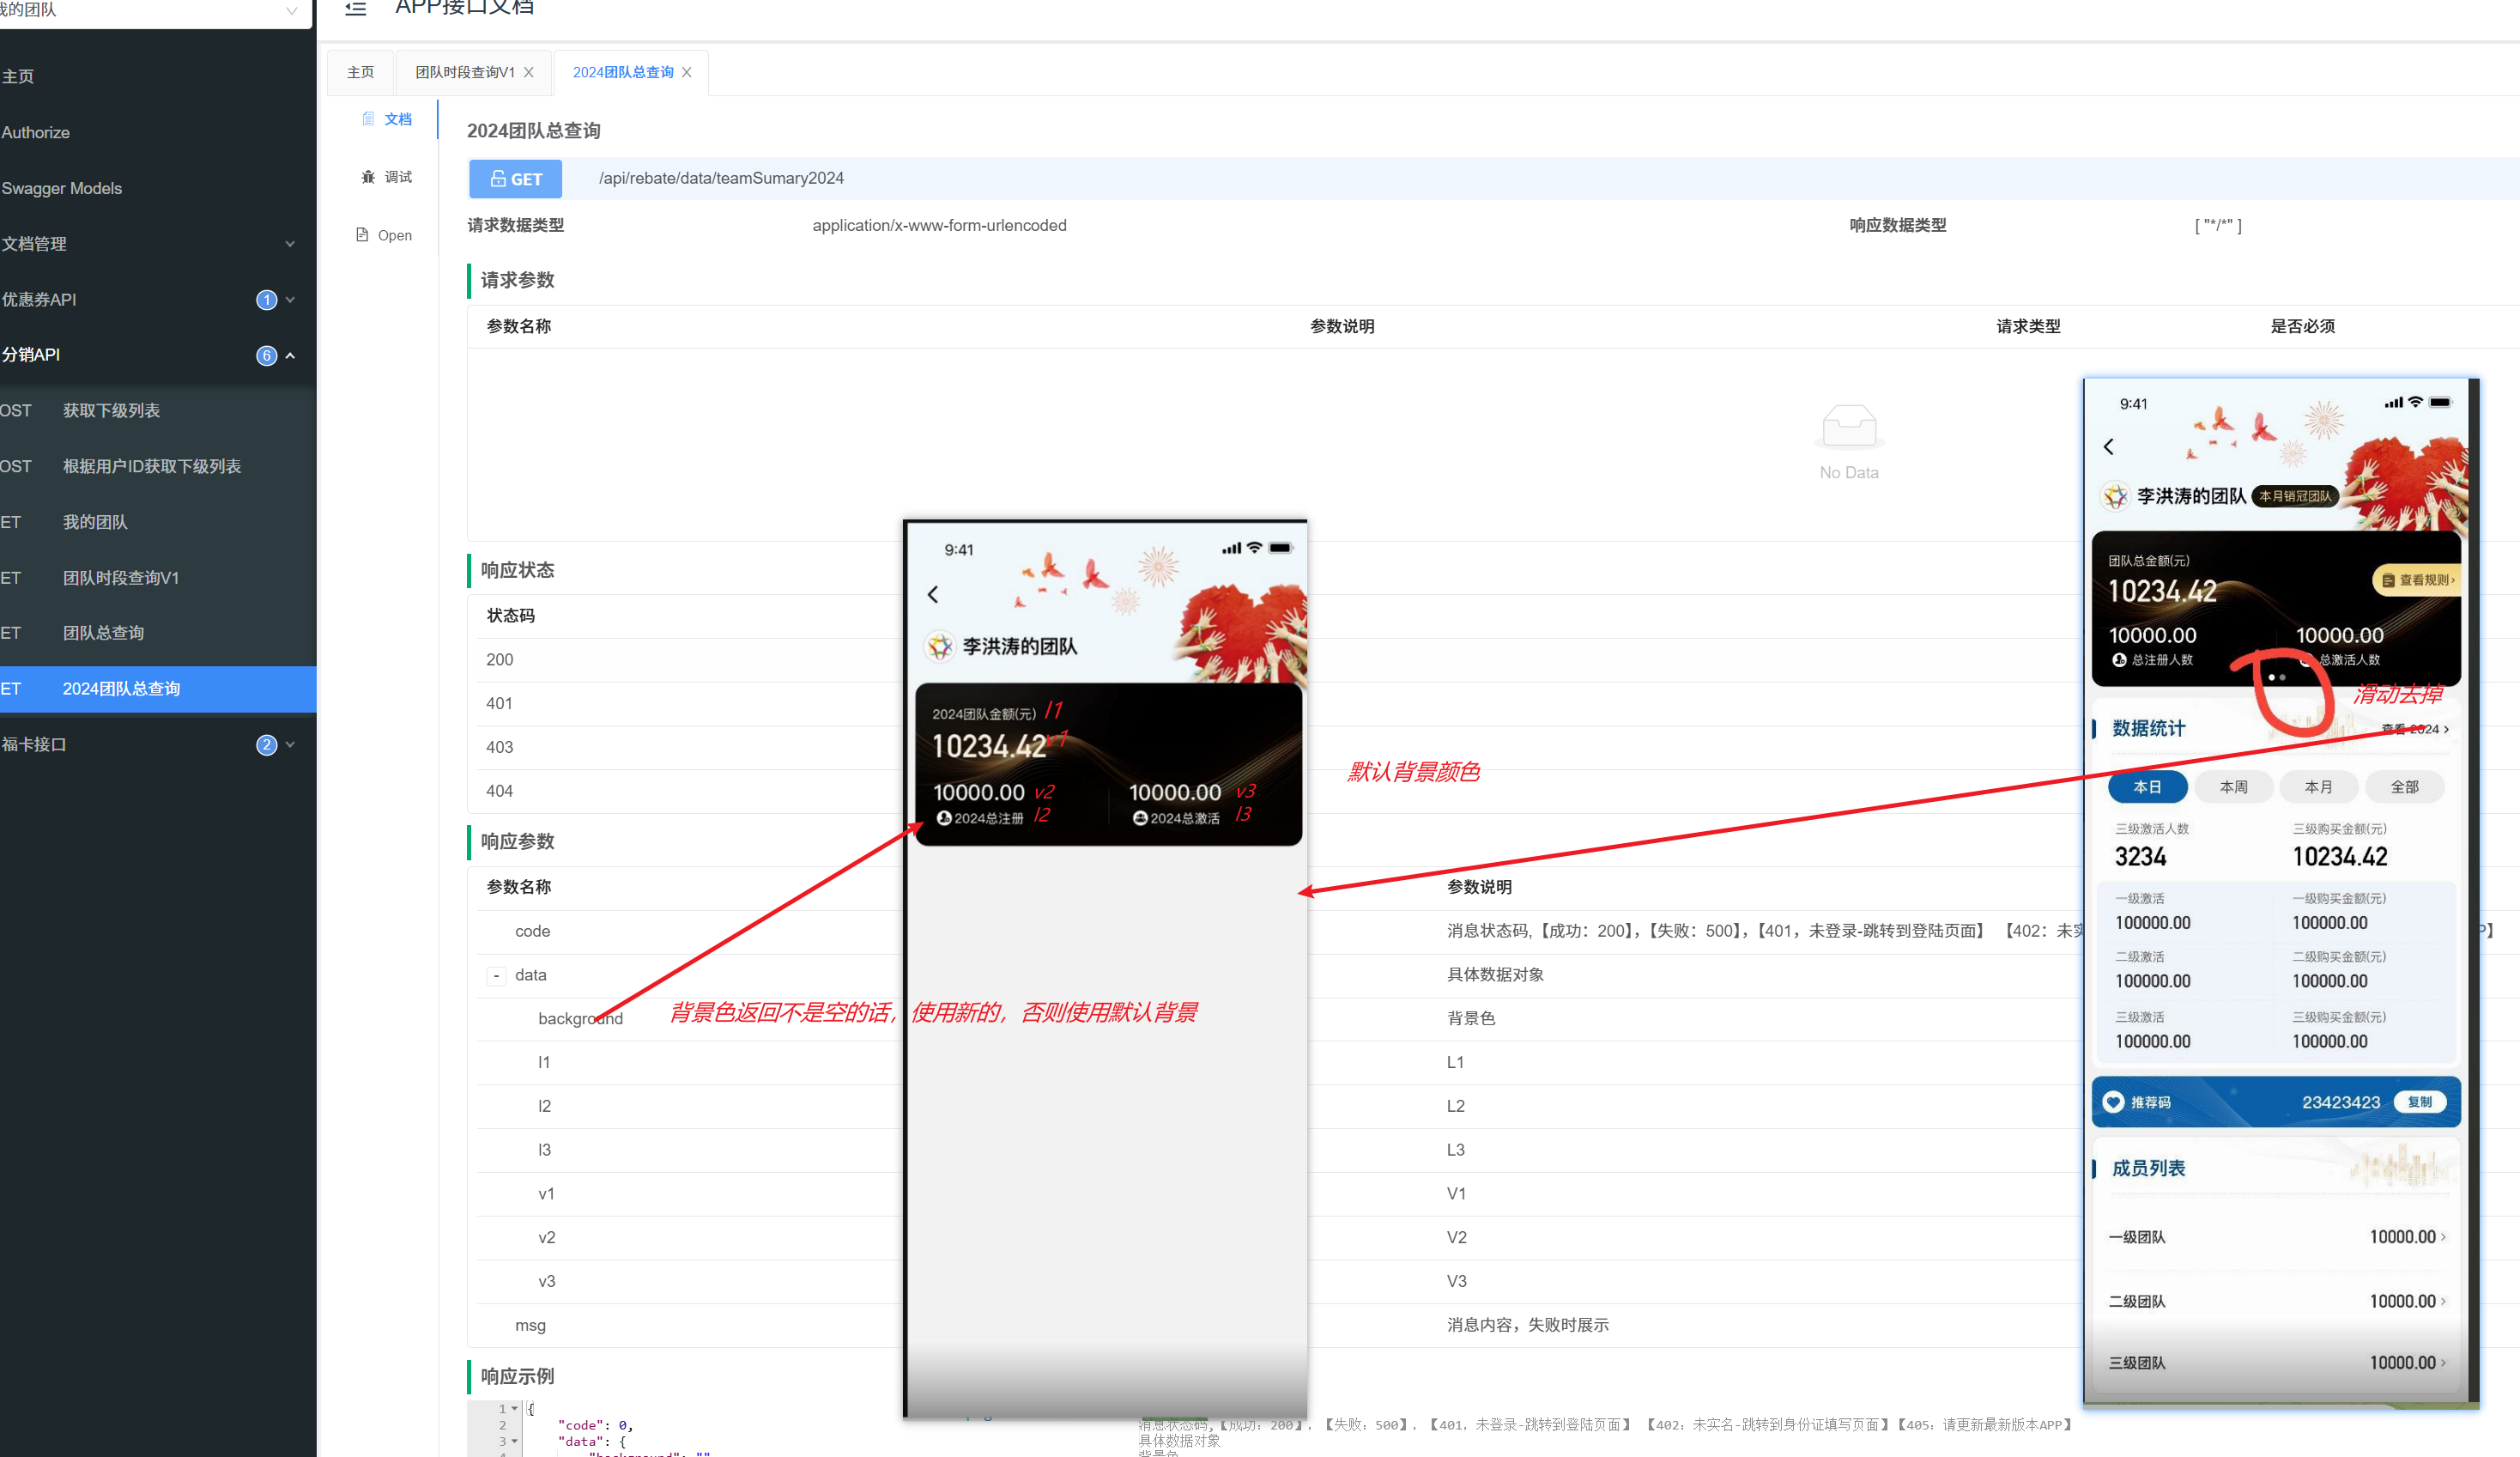 我的团队
APP接口文档
主页
Authorize
Swagger Models
文档管理
优惠券API 1
分销API 6
OST 获取下级列表
OST 根据用户ID获取下级列表
ET 我的团队
ET 团队时段查询V1
ET 团队总查询
ET 2024团队总查询
福卡接口 2
主页
团队时段查询V1
2024团队总查询
文档
调试
Open
2024团队总查询
GET /api/rebate/data/teamSumary2024
请求数据类型 application/x-www-form-urlencoded 响应数据类型 [ "*/*" ]
请求参数
参数名称 参数说明 请求类型 是否必须
No Data
响应状态
状态码
200
401
403
404
响应参数
参数名称 参数说明
code 消息状态码,【成功：200】，【失败：500】，【401，未登录-跳转到登陆页面】 【402：未实
P】
- data 具体数据对象
background 背景色
l1 L1
l2 L2
l3 L3
v1 V1
v2 V2
v3 V3
msg 消息内容，失败时展示
响应示例
1 {
2 "code": 0,
3 "data": {
4 "background": ""
消息状态码,【成功：200】，【失败：500】，【401，未登录-跳转到登陆页面】 【402：未实名-跳转到身份证填写页面】【405：请更新最新版本APP】
具体数据对象
背景色
背景色返回不是空的话，使用新的，否则使用默认背景
默认背景颜色
9:41
李洪涛的团队
2024团队金额(元) l1
10234.42 v1
10000.00 v2 10000.00 v3
2024总注册 l2 2024总激活 l3
9:41
李洪涛的团队 本月销冠团队
团队总金额(元)
10234.42
查看规则›
10000.00 10000.00
总注册人数 总激活人数
滑动去掉
数据统计 查看 2024 ›
本日 本周 本月 全部
三级激活人数 三级购买金额(元)
3234 10234.42
一级激活 一级购买金额(元)
100000.00 100000.00
二级激活 二级购买金额(元)
100000.00 100000.00
三级激活 三级购买金额(元)
100000.00 100000.00
推荐码 23423423 复制
成员列表
一级团队 10000.00 ›
二级团队 10000.00 ›
三级团队 10000.00 ›